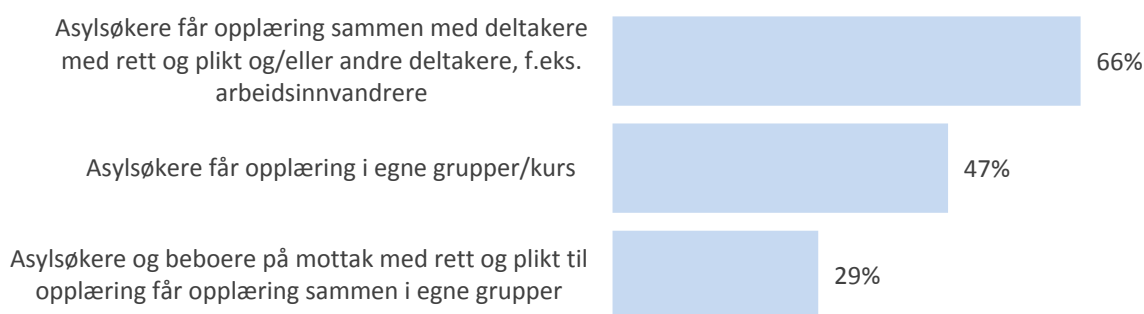 Asylsøkere får opplæring sammen med deltakere
med rett og plikt og/eller andre deltakere, f.eks.
arbeidsinnvandrere
66%
Asylsøkere får opplæring i egne grupper/kurs
47%
Asylsøkere og beboere på mottak med rett og plikt til
opplæring får opplæring sammen i egne grupper
29%